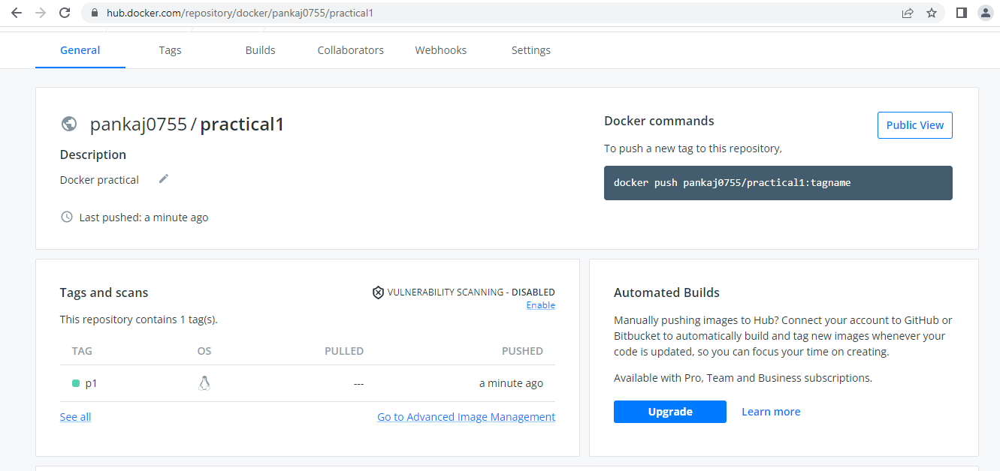 hub.docker.com/repository/docker/pankaj0755/practical1
General Tags Builds Collaborators Webhooks Settings
pankaj0755 / practical1
Description
Docker practical
Last pushed: a minute ago
Docker commands
Public View
To push a new tag to this repository,
docker push pankaj0755/practical1:tagname
Tags and scans
VULNERABILITY SCANNING - DISABLED
Enable
This repository contains 1 tag(s).
TAG OS PULLED PUSHED
p1 --- a minute ago
See all Go to Advanced Image Management
Automated Builds
Manually pushing images to Hub? Connect your account to GitHub or
Bitbucket to automatically build and tag new images whenever your
code is updated, so you can focus your time on creating.
Available with Pro, Team and Business subscriptions.
Upgrade Learn more